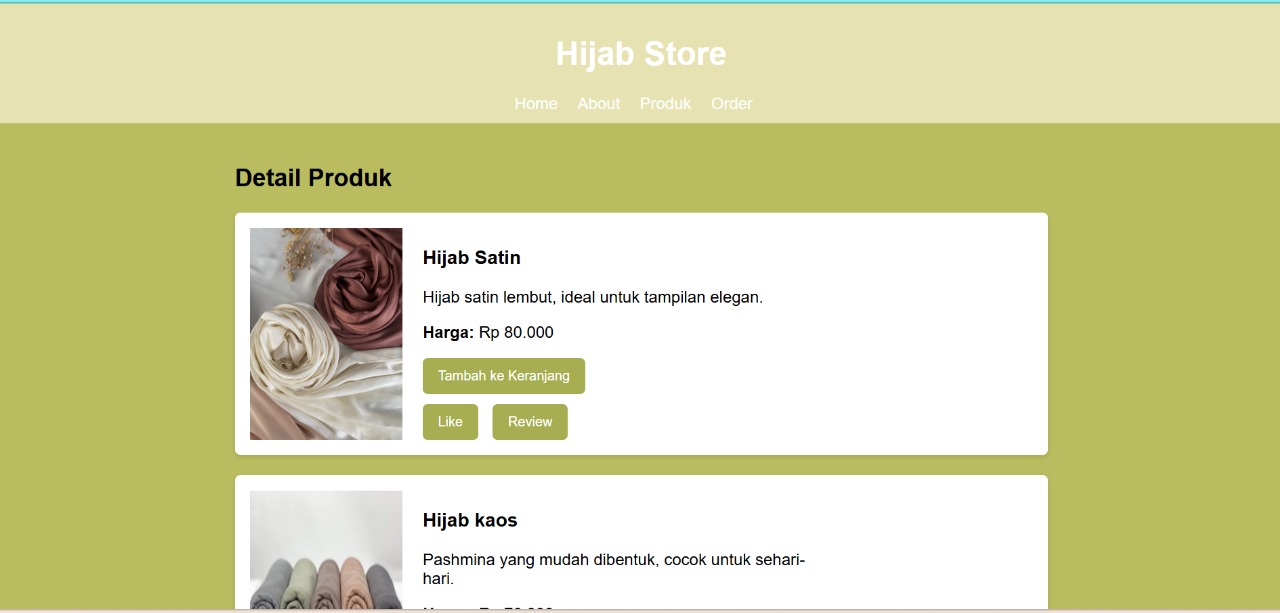 Hijab Store
Home About Produk Order
Detail Produk
Hijab Satin
Hijab satin lembut, ideal untuk tampilan elegan.
Harga: Rp 80.000
Tambah ke Keranjang
Like Review
Hijab kaos
Pashmina yang mudah dibentuk, cocok untuk sehari-
hari.